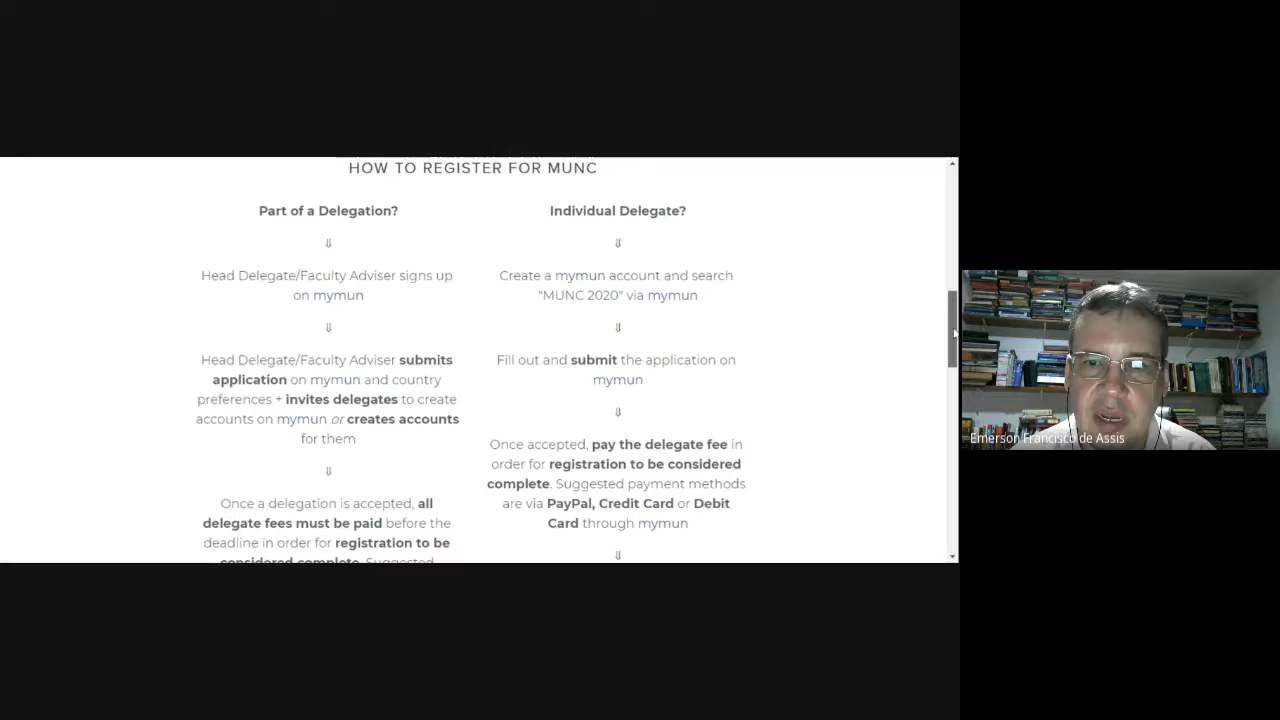 HOW TO REGISTER FOR MUNC
Part of a Delegation?
⇓
Head Delegate/Faculty Adviser signs up
on mymun
⇓
Head Delegate/Faculty Adviser submits
application on mymun and country
preferences + invites delegates to create
accounts on mymun or creates accounts
for them
⇓
Once a delegation is accepted, all
delegate fees must be paid before the
deadline in order for registration to be
considered complete. Suggested
Individual Delegate?
⇓
Create a mymun account and search
"MUNC 2020" via mymun
⇓
Fill out and submit the application on
mymun
⇓
Once accepted, pay the delegate fee in
order for registration to be considered
complete. Suggested payment methods
are via PayPal, Credit Card or Debit
Card through mymun
⇓
Emerson Francisco de Assis